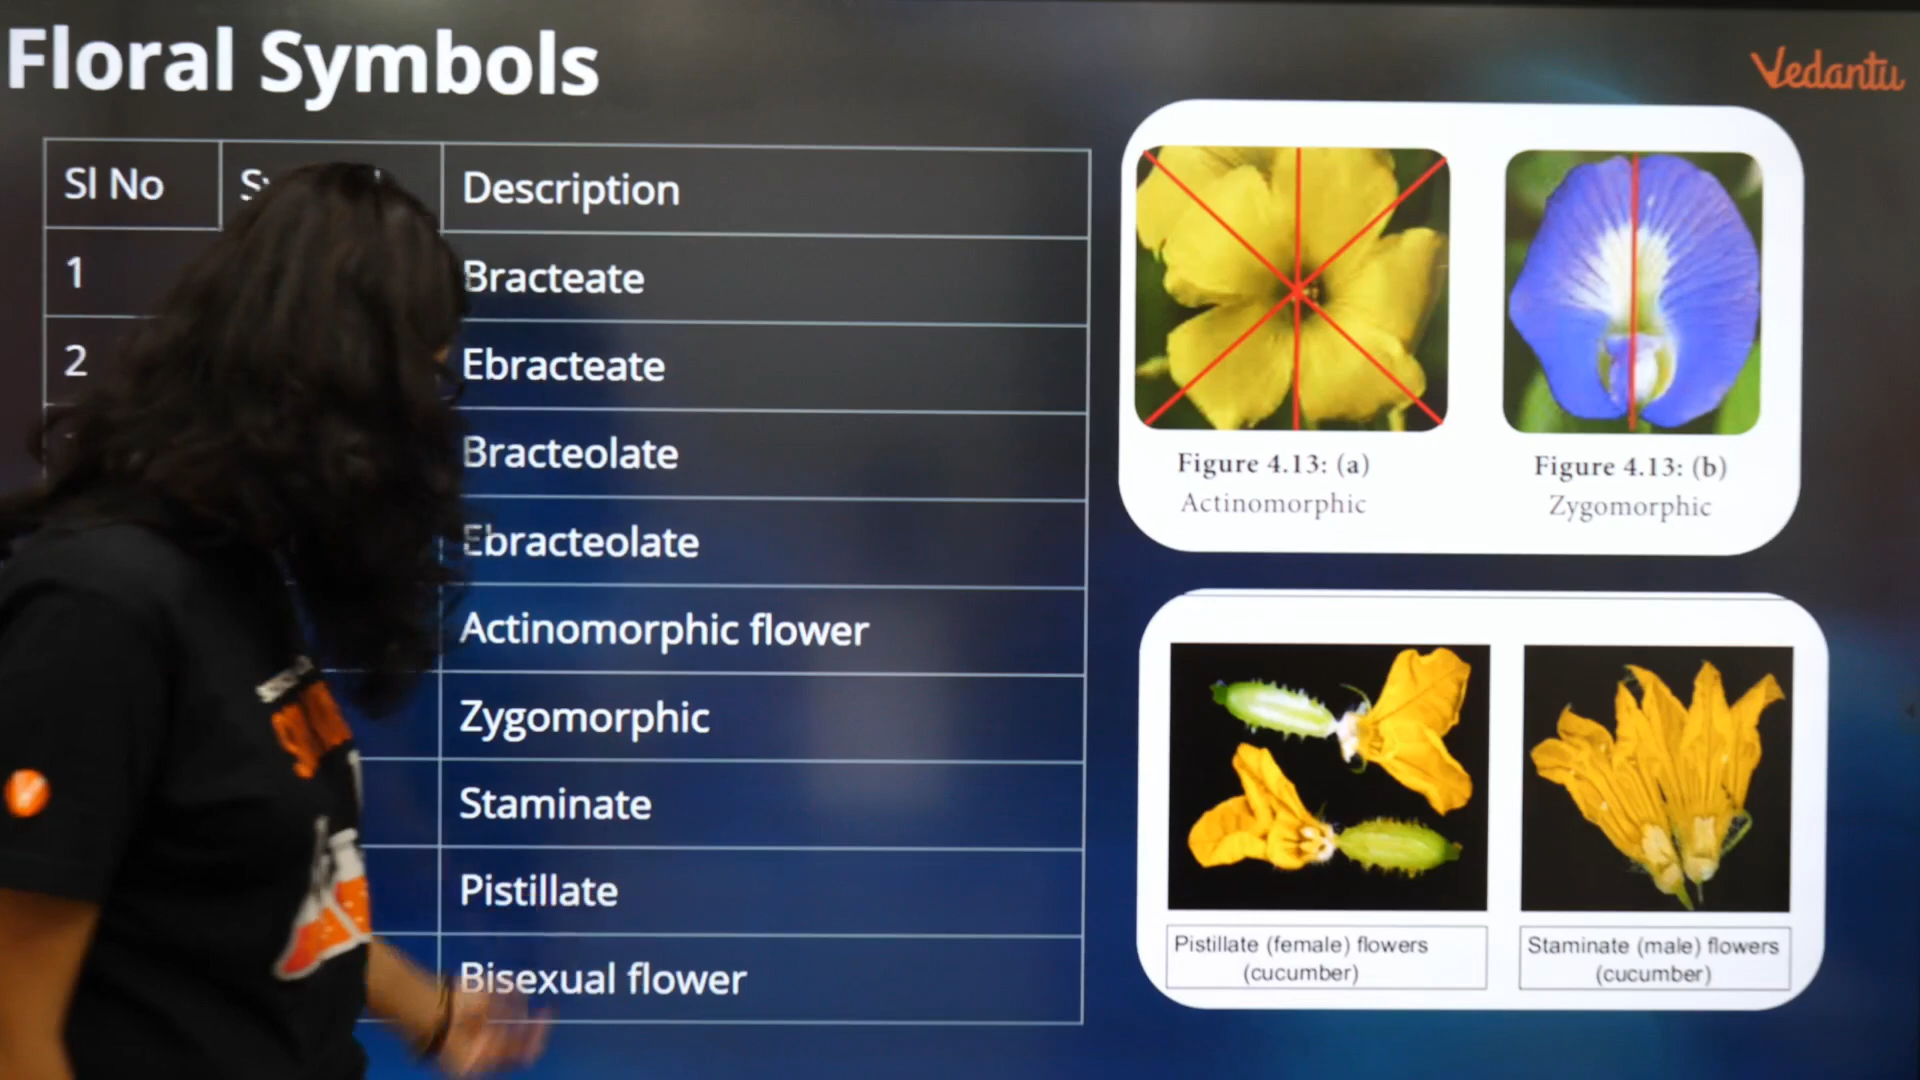 Floral Symbols
Vedantu
Sl No
Description
1
Bracteate
2
Ebracteate
Bracteolate
Ebracteolate
Actinomorphic flower
Zygomorphic
Staminate
Pistillate
Bisexual flower
Figure 4.13: (a)
Actinomorphic
Figure 4.13: (b)
Zygomorphic
Pistillate (female) flowers
(cucumber)
Staminate (male) flowers
(cucumber)